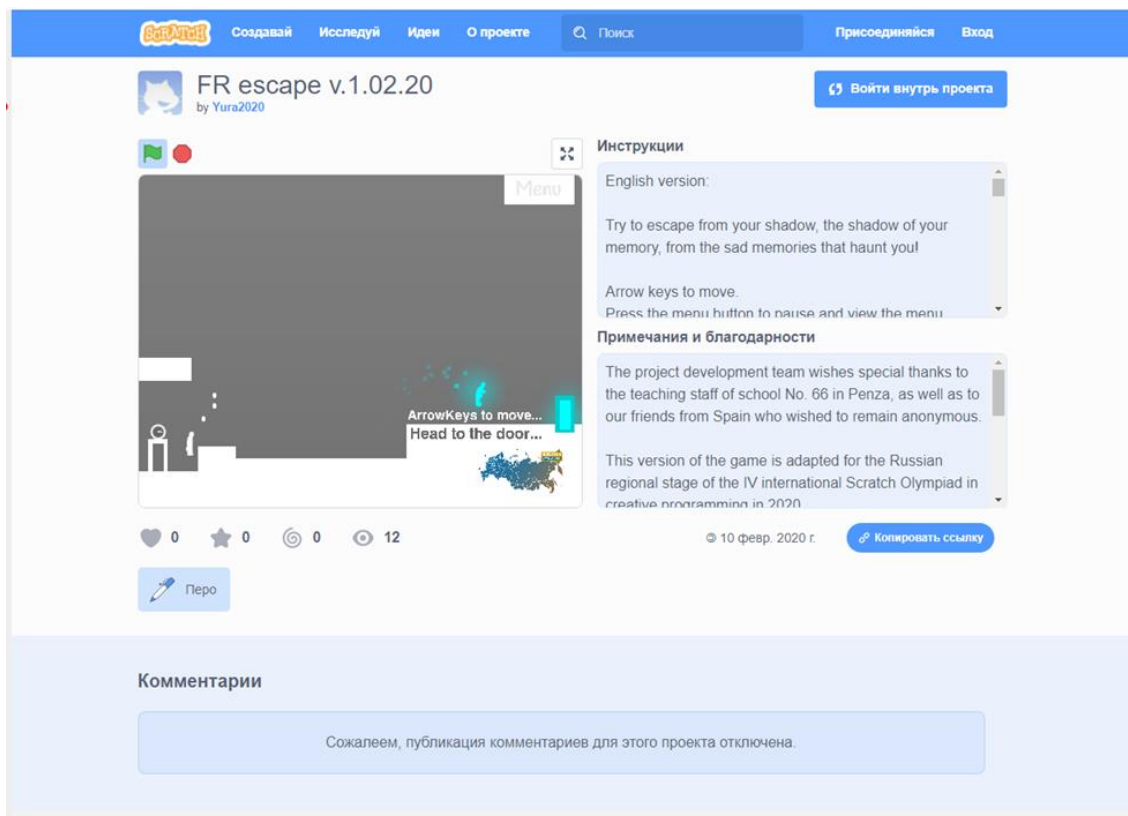 SCRATCH Создавай Исследуй Идеи О проекте Поиск Присоединяйся Вход
FR escape v.1.02.20
by Yura2020
Войти внутрь проекта
Menu
ArrowKeys to move...
Head to the door...
Инструкции
English version:
Try to escape from your shadow, the shadow of your
memory, from the sad memories that haunt you!
Arrow keys to move.
Press the menu button to pause and view the menu
Примечания и благодарности
The project development team wishes special thanks to
the teaching staff of school No. 66 in Penza, as well as to
our friends from Spain who wished to remain anonymous.
This version of the game is adapted for the Russian
regional stage of the IV international Scratch Olympiad in
creative programming in 2020
0 0 0 12
© 10 февр. 2020 г.
Копировать ссылку
Перо
Комментарии
Сожалеем, публикация комментариев для этого проекта отключена.